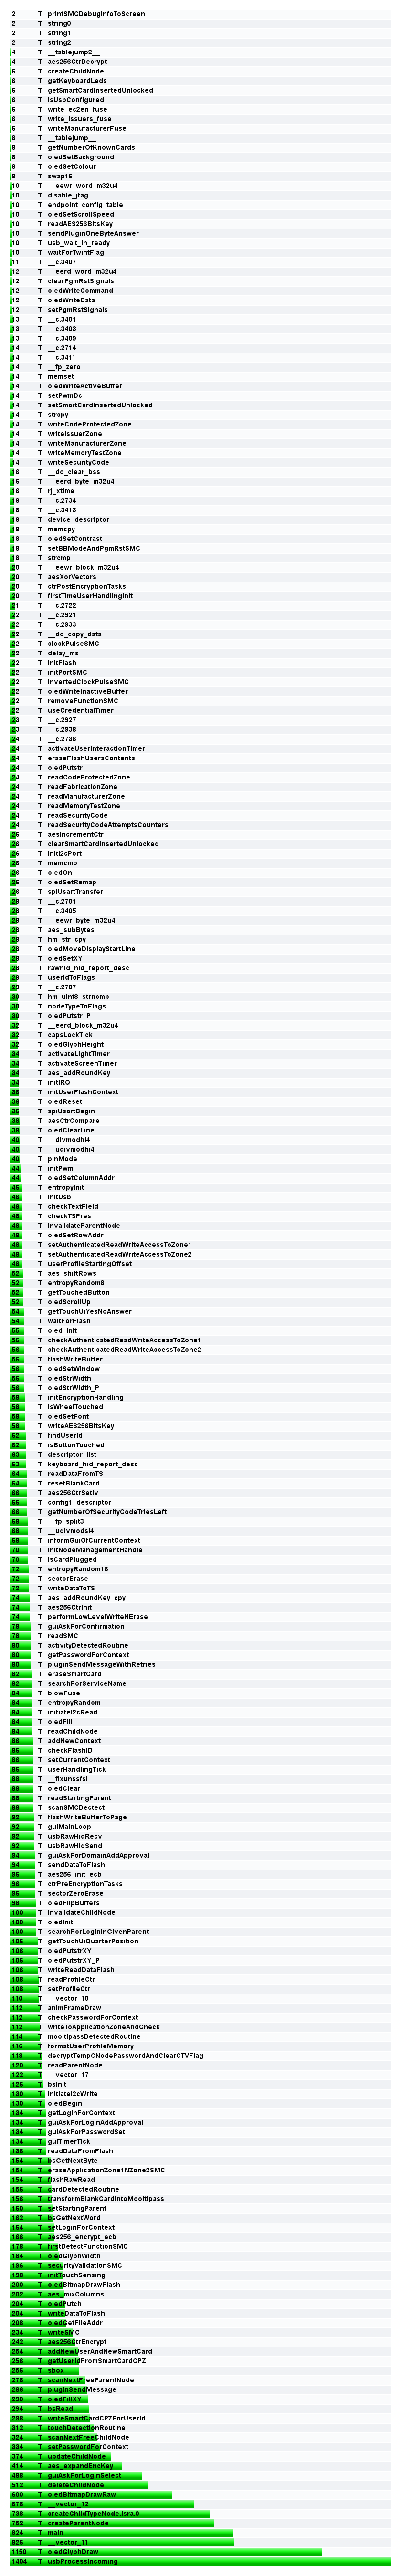 2 T printSMCDebugInfoToScreen
2 T string0
2 T string1
2 T string2
4 T __tablejump2__
4 T aes256CtrDecrypt
6 T createChildNode
6 T getKeyboardLeds
6 T getSmartCardInsertedUnlocked
6 T isUsbConfigured
6 T write_ec2en_fuse
6 T write_issuers_fuse
6 T writeManufacturerFuse
8 T __tablejump__
8 T getNumberOfKnownCards
8 T oledSetBackground
8 T oledSetColour
8 T swap16
10 T __eewr_word_m32u4
10 T disable_jtag
10 T endpoint_config_table
10 T oledSetScrollSpeed
10 T readAES256BitsKey
10 T sendPluginOneByteAnswer
10 T usb_wait_in_ready
10 T waitForTwintFlag
11 T __c.3407
12 T __eerd_word_m32u4
12 T clearPgmRstSignals
12 T oledWriteCommand
12 T oledWriteData
12 T setPgmRstSignals
13 T __c.3401
13 T __c.3403
13 T __c.3409
14 T __c.2714
14 T __c.3411
14 T __fp_zero
14 T memset
14 T oledWriteActiveBuffer
14 T setPwmDc
14 T setSmartCardInsertedUnlocked
14 T strcpy
14 T writeCodeProtectedZone
14 T writeIssuerZone
14 T writeManufacturerZone
14 T writeMemoryTestZone
14 T writeSecurityCode
16 T __do_clear_bss
16 T __eerd_byte_m32u4
16 T rj_xtime
18 T __c.2734
18 T __c.3413
18 T device_descriptor
18 T memcpy
18 T oledSetContrast
18 T setBBModeAndPgmRstSMC
18 T strcmp
20 T __eewr_block_m32u4
20 T aesXorVectors
20 T ctrPostEncryptionTasks
20 T firstTimeUserHandlingInit
21 T __c.2722
22 T __c.2921
22 T __c.2933
22 T __do_copy_data
22 T clockPulseSMC
22 T delay_ms
22 T initFlash
22 T initPortSMC
22 T invertedClockPulseSMC
22 T oledWriteInactiveBuffer
22 T removeFunctionSMC
22 T useCredentialTimer
23 T __c.2927
23 T __c.2938
24 T __c.2736
24 T activateUserInteractionTimer
24 T eraseFlashUsersContents
24 T oledPutstr
24 T readCodeProtectedZone
24 T readFabricationZone
24 T readManufacturerZone
24 T readMemoryTestZone
24 T readSecurityCode
24 T readSecurityCodeAttemptsCounters
26 T aesIncrementCtr
26 T clearSmartCardInsertedUnlocked
26 T initI2cPort
26 T memcmp
26 T oledOn
26 T oledSetRemap
26 T spiUsartTransfer
28 T __c.2701
28 T __c.3405
28 T __eewr_byte_m32u4
28 T aes_subBytes
28 T hm_str_cpy
28 T oledMoveDisplayStartLine
28 T oledSetXY
28 T rawhid_hid_report_desc
28 T userIdToFlags
29 T __c.2707
30 T hm_uint8_strncmp
30 T nodeTypeToFlags
30 T oledPutstr_P
32 T __eerd_block_m32u4
32 T capsLockTick
32 T oledGlyphHeight
34 T activateLightTimer
34 T activateScreenTimer
34 T aes_addRoundKey
34 T initIRQ
36 T initUserFlashContext
36 T oledReset
36 T spiUsartBegin
38 T aesCtrCompare
38 T oledClearLine
40 T __divmodhi4
40 T __udivmodhi4
40 T pinMode
44 T initPwm
44 T oledSetColumnAddr
46 T entropyInit
46 T initUsb
48 T checkTextField
48 T checkTSPres
48 T invalidateParentNode
48 T oledSetRowAddr
48 T setAuthenticatedReadWriteAccessToZone1
48 T setAuthenticatedReadWriteAccessToZone2
48 T userProfileStartingOffset
52 T aes_shiftRows
52 T entropyRandom8
52 T getTouchedButton
52 T oledScrollUp
54 T getTouchUiYesNoAnswer
54 T waitForFlash
55 T oled_init
56 T checkAuthenticatedReadWriteAccessToZone1
56 T checkAuthenticatedReadWriteAccessToZone2
56 T flashWriteBuffer
56 T oledSetWindow
56 T oledStrWidth
56 T oledStrWidth_P
58 T initEncryptionHandling
58 T isWheelTouched
58 T oledSetFont
58 T writeAES256BitsKey
62 T findUserId
62 T isButtonTouched
63 T descriptor_list
63 T keyboard_hid_report_desc
64 T readDataFromTS
64 T resetBlankCard
66 T aes256CtrSetIv
66 T config1_descriptor
66 T getNumberOfSecurityCodeTriesLeft
68 T __fp_split3
68 T __udivmodsi4
68 T informGuiOfCurrentContext
70 T initNodeManagementHandle
70 T isCardPlugged
72 T entropyRandom16
72 T sectorErase
72 T writeDataToTS
74 T aes_addRoundKey_cpy
74 T aes256CtrInit
74 T performLowLevelWriteNErase
78 T guiAskForConfirmation
78 T readSMC
80 T activityDetectedRoutine
80 T getPasswordForContext
80 T pluginSendMessageWithRetries
82 T eraseSmartCard
82 T searchForServiceName
84 T blowFuse
84 T entropyRandom
84 T initiateI2cRead
84 T oledFill
84 T readChildNode
86 T addNewContext
86 T checkFlashID
86 T setCurrentContext
86 T userHandlingTick
88 T __fixunssfsi
88 T oledClear
88 T readStartingParent
88 T scanSMCDectect
92 T flashWriteBufferToPage
92 T guiMainLoop
92 T usbRawHidRecv
92 T usbRawHidSend
94 T guiAskForDomainAddApproval
94 T sendDataToFlash
96 T aes256_init_ecb
96 T ctrPreEncryptionTasks
96 T sectorZeroErase
98 T oledFlipBuffers
100 T invalidateChildNode
100 T oledInit
100 T searchForLoginInGivenParent
106 T getTouchUiQuarterPosition
106 T oledPutstrXY
106 T oledPutstrXY_P
106 T writeReadDataFlash
108 T readProfileCtr
108 T setProfileCtr
110 T __vector_10
112 T animFrameDraw
112 T checkPasswordForContext
112 T writeToApplicationZoneAndCheck
114 T mooltipassDetectedRoutine
116 T formatUserProfileMemory
118 T decryptTempCNodePasswordAndClearCTVFlag
120 T readParentNode
122 T __vector_17
126 T bsInit
130 T initiateI2cWrite
130 T oledBegin
134 T getLoginForContext
134 T guiAskForLoginAddApproval
134 T guiAskForPasswordSet
134 T guiTimerTick
136 T readDataFromFlash
154 T bsGetNextByte
154 T eraseApplicationZone1NZone2SMC
154 T flashRawRead
156 T cardDetectedRoutine
156 T transformBlankCardIntoMooltipass
160 T setStartingParent
162 T bsGetNextWord
164 T setLoginForContext
166 T aes256_encrypt_ecb
178 T firstDetectFunctionSMC
184 T oledGlyphWidth
196 T securityValidationSMC
198 T initTouchSensing
200 T oledBitmapDrawFlash
202 T aes_mixColumns
204 T oledPutch
204 T writeDataToFlash
208 T oledGetFileAddr
234 T writeSMC
242 T aes256CtrEncrypt
254 T addNewUserAndNewSmartCard
256 T getUserIdFromSmartCardCPZ
256 T sbox
278 T scanNextFreeParentNode
286 T pluginSendMessage
290 T oledFillXY
294 T bsRead
298 T writeSmartCardCPZForUserId
312 T touchDetectionRoutine
324 T scanNextFreeChildNode
334 T setPasswordForContext
374 T updateChildNode
414 T aes_expandEncKey
488 T guiAskForLoginSelect
512 T deleteChildNode
600 T oledBitmapDrawRaw
678 T __vector_12
738 T createChildTypeNode.isra.0
752 T createParentNode
824 T main
826 T __vector_11
1150 T oledGlyphDraw
1404 T usbProcessIncoming